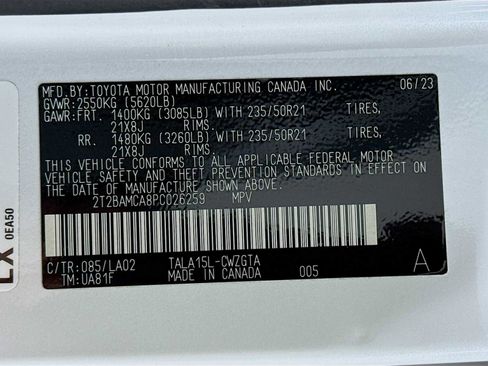 MFD.BY:TOYOTA MOTOR MANUFACTURING CANADA INC. 06/23
GVWR:2550KG (5620LB)
GAWR:FRT. 1400KG (3085LB) WITH 235/50R21 TIRES,
21X8J RIMS.
RR. 1480KG (3260LB) WITH 235/50R21 TIRES,
21X8J RIMS.
THIS VEHICLE CONFORMS TO ALL APPLICABLE FEDERAL MOTOR
VEHICLE SAFETY AND THEFT PREVENTION STANDARDS IN EFFECT ON
THE DATE OF MANUFACTURE SHOWN ABOVE.
2T2BAMCA8PC026259 MPV
C/TR:085/LA02 TALA15L-CWZGTA
TM:UA81F MADE IN CANADA 005 A
0EA50